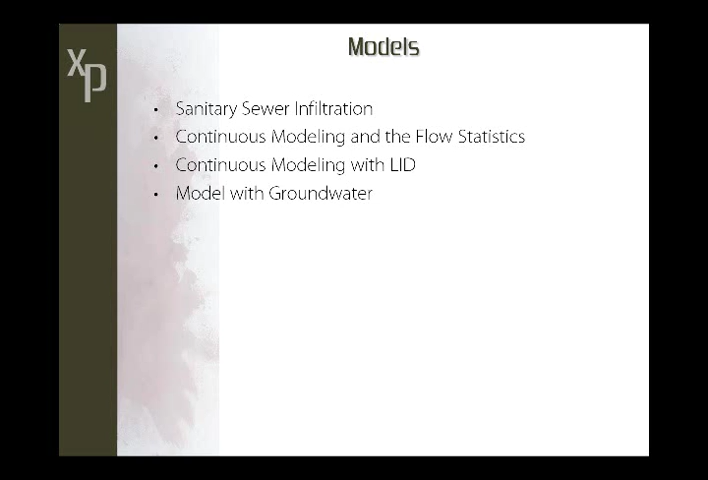 xp
Models
• Sanitary Sewer Infiltration
• Continuous Modeling and the Flow Statistics
• Continuous Modeling with LID
• Model with Groundwater